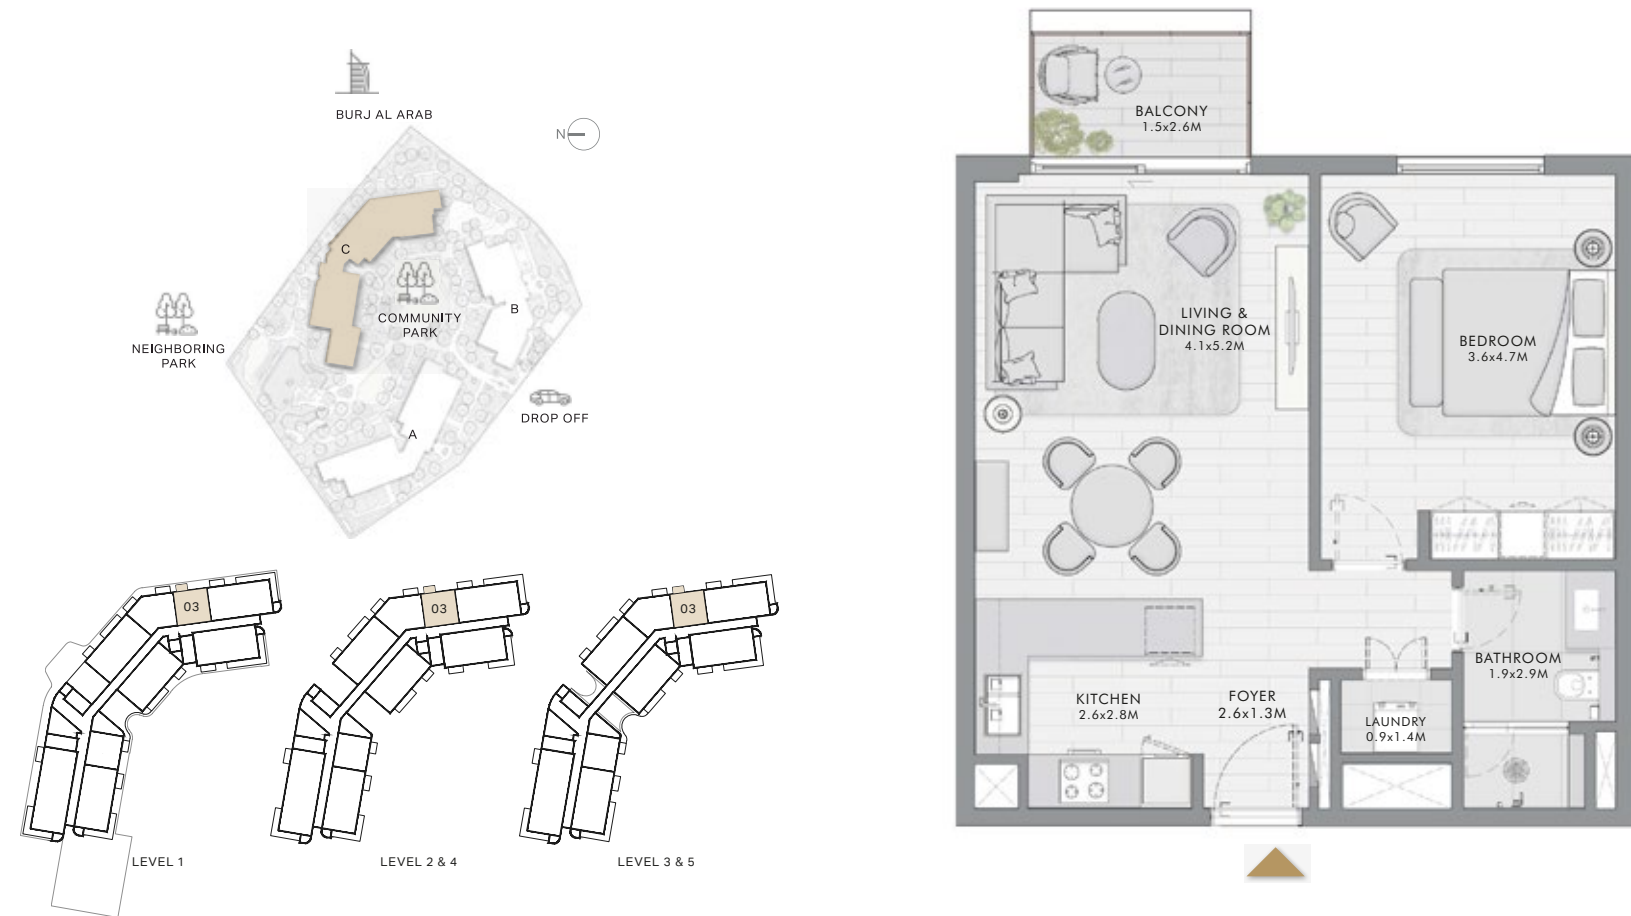 BURJ AL ARAB
N
C
COMMUNITY
PARK
B
NEIGHBORING
PARK
DROP OFF
A
03
LEVEL 1
03
LEVEL 2 & 4
03
LEVEL 3 & 5
BALCONY
1.5x2.6M
LIVING &
DINING ROOM
4.1x5.2M
BEDROOM
3.6x4.7M
KITCHEN
2.6x2.8M
FOYER
2.6x1.3M
LAUNDRY
0.9x1.4M
BATHROOM
1.9x2.9M